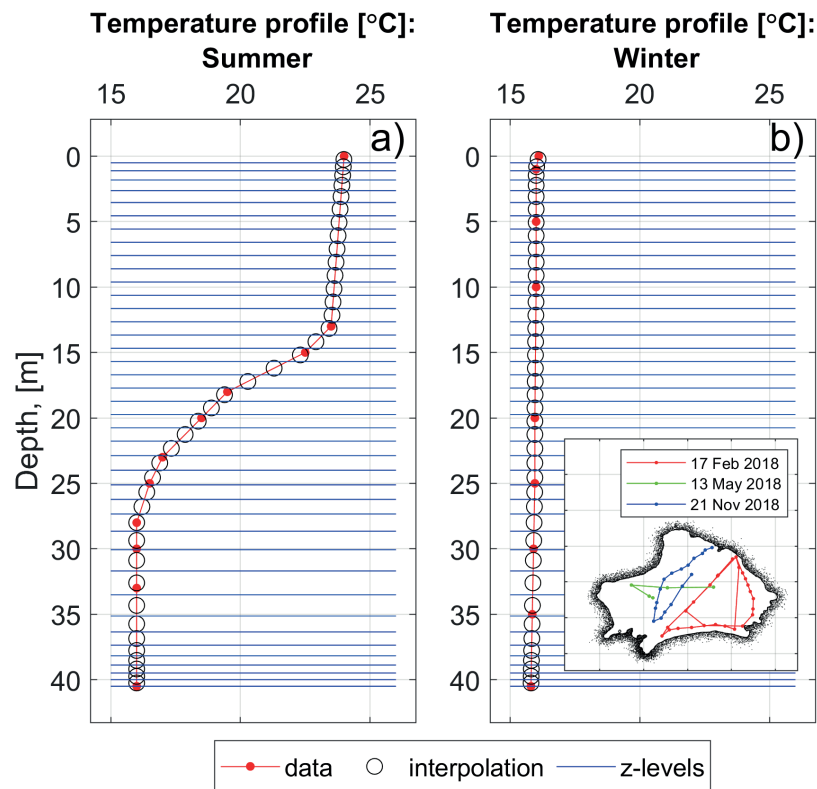 Temperature profile [°C]:
Summer
15 20 25
a)
0
5
10
15
20
25
30
35
40
Depth, [m]
Temperature profile [°C]:
Winter
15 20 25
b)
0
5
10
15
20
25
30
35
40
17 Feb 2018
13 May 2018
21 Nov 2018
data interpolation z-levels